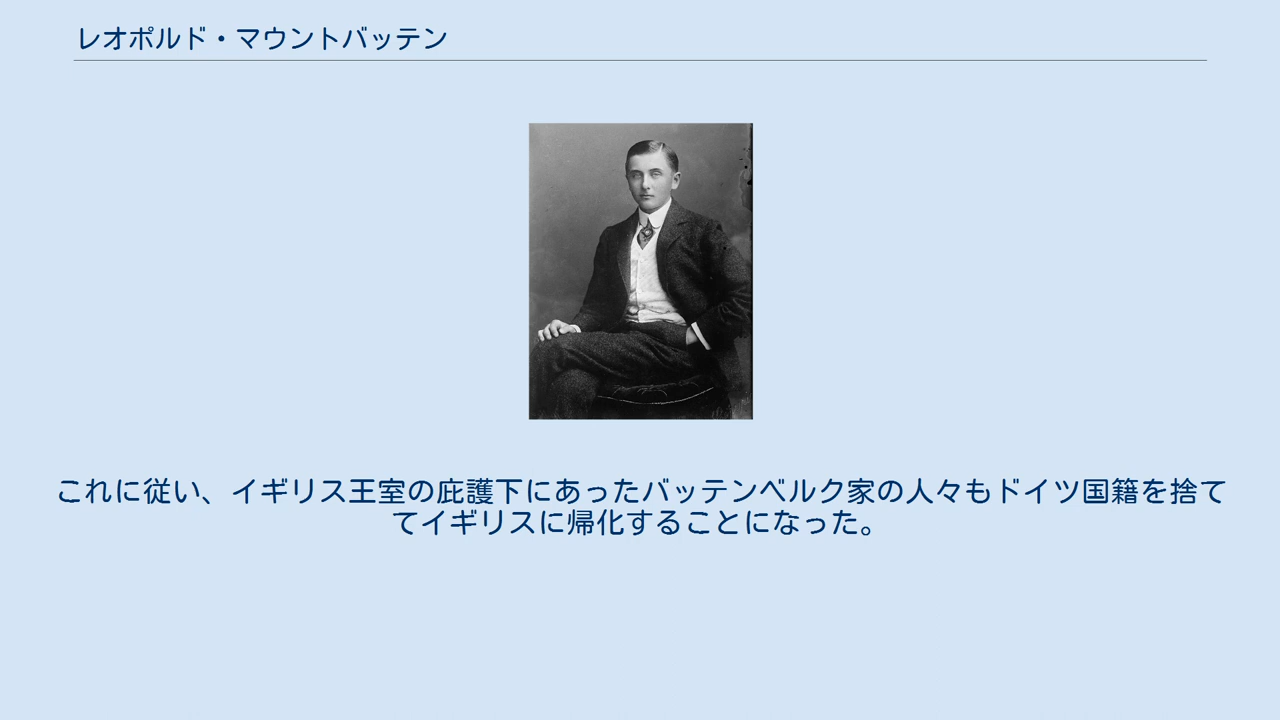 レオポルド・マウントバッテン
これに従い、イギリス王室の庇護下にあったバッテンベルク家の人々もドイツ国籍を捨て
てイギリスに帰化することになった。